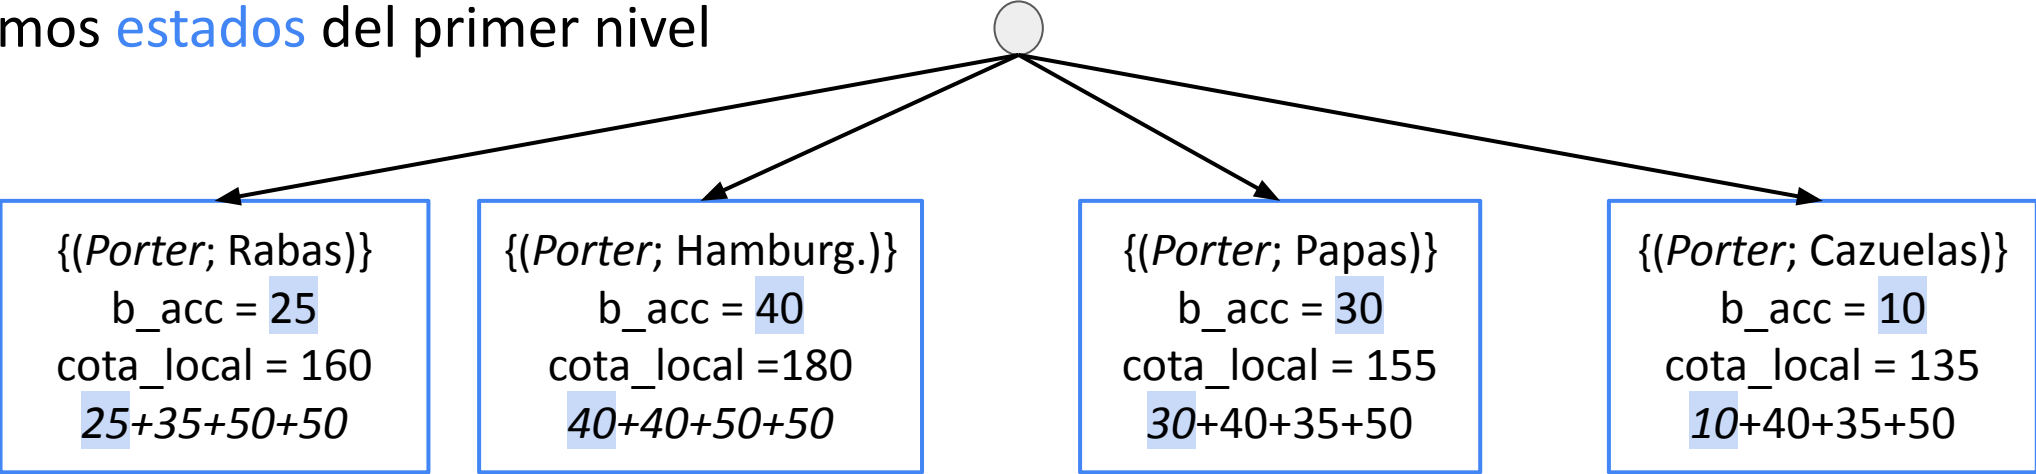 mos estados del primer nivel
{(Porter; Rabas)}
b_acc = 25
cota_local = 160
25+35+50+50
{(Porter; Hamburg.)}
b_acc = 40
cota_local =180
40+40+50+50
{(Porter; Papas)}
b_acc = 30
cota_local = 155
30+40+35+50
{(Porter; Cazuelas)}
b_acc = 10
cota_local = 135
10+40+35+50